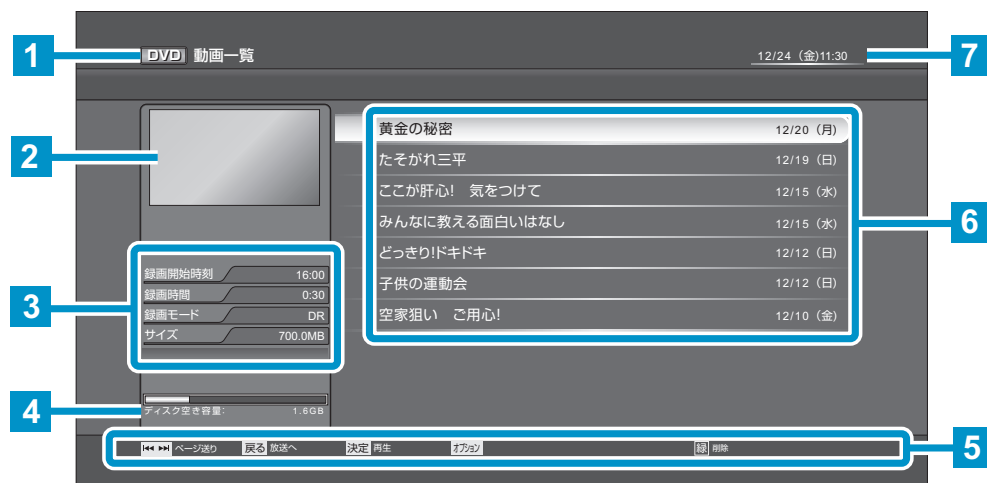 1
DVD 動画一覧
12/24 (金)11:30
7
2
黄金の秘密 12/20 (月)
たそがれ三平 12/19 (日)
ここが肝心! 気をつけて 12/15 (水)
みんなに教える面白いはなし 12/15 (水)
どっきり!ドキドキ 12/12 (日)
子供の運動会 12/12 (日)
空家狙い ご用心! 12/10 (金)
6
3
録画開始時刻 16:00
録画時間 0:30
録画モード DR
サイズ 700.0MB
4
ディスク空き容量: 1.6GB
ページ送り 戻る 放送へ 決定 再生 オプション 緑 削除
5